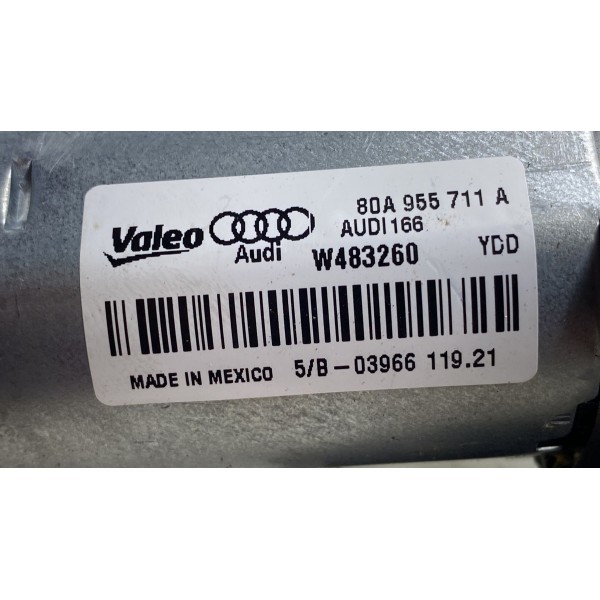 Valeo Audi 80A 955 711 A
AUDI166
W483260 YDD
MADE IN MEXICO 5/B-03966 119.21